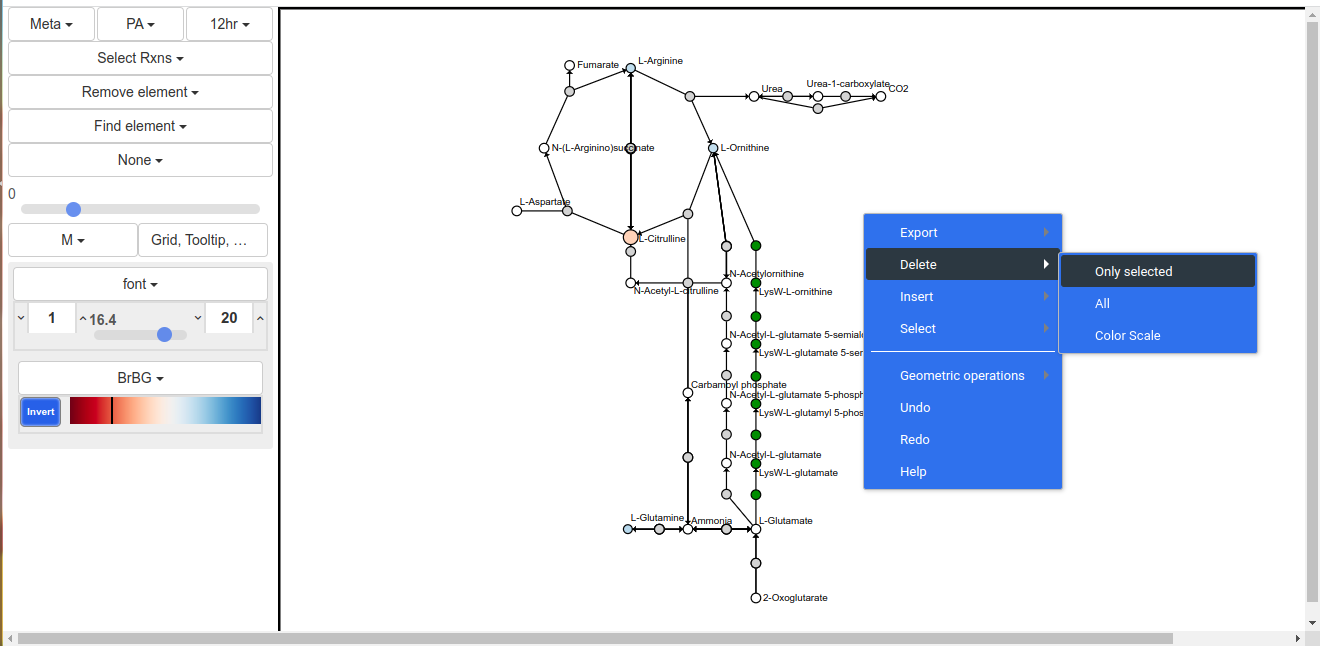 Meta
PA
12hr
Select Rxns
Remove element
Find element
None
0
M
Grid, Tooltip, ...
font
1
16.4
20
BrBG
Invert
Fumarate
L-Arginine
Urea
Urea-1-carboxylate
CO2
N-(L-Arginino)succinate
L-Ornithine
L-Aspartate
L-Citrulline
N-Acetylornithine
N-Acetyl-L-citrulline
LysW-L-ornithine
N-Acetyl-L-glutamate 5-semial
LysW-L-glutamate 5-ser
Carbamoyl phosphate
N-Acetyl-L-glutamate 5-phosph
LysW-L-glutamyl 5-phos
N-Acetyl-L-glutamate
LysW-L-glutamate
L-Glutamine
Ammonia
L-Glutamate
2-Oxoglutarate
Export
Delete
Insert
Select
Geometric operations
Undo
Redo
Help
Only selected
All
Color Scale